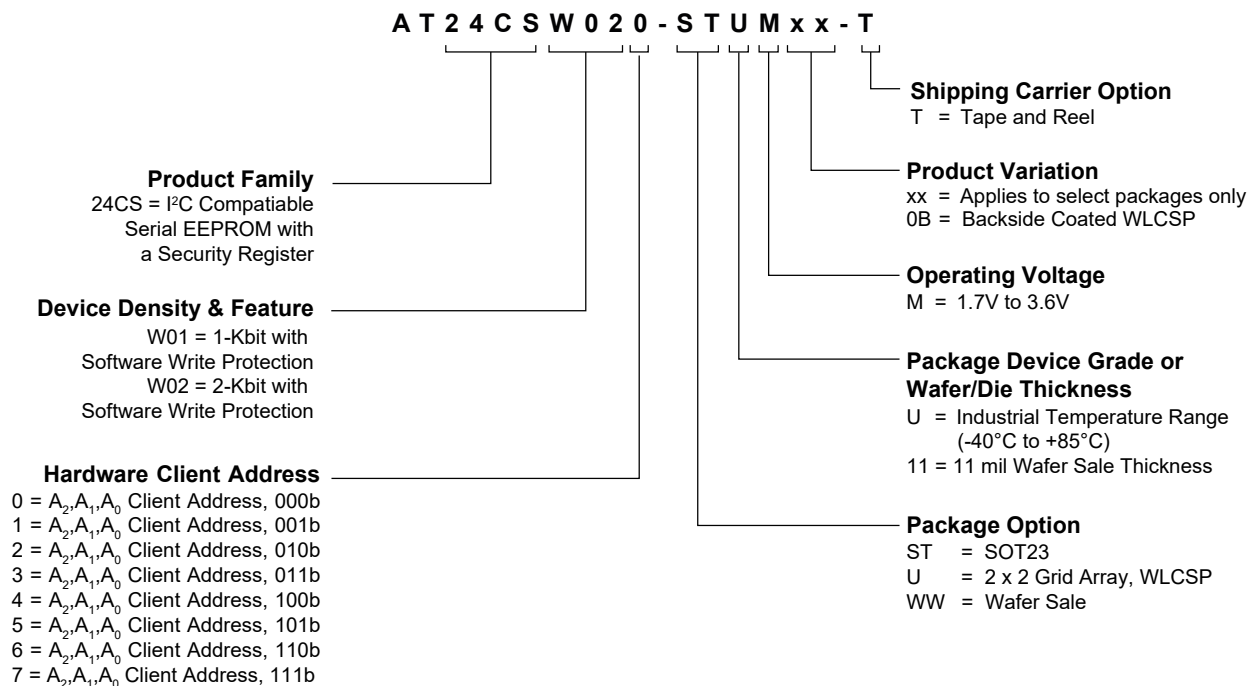 AT24CSW020-STUMxx-T
Product Family
24CS = I²C Compatiable
Serial EEPROM with
a Security Register
Device Density & Feature
W01 = 1-Kbit with
Software Write Protection
W02 = 2-Kbit with
Software Write Protection
Hardware Client Address
0 = A₂,A₁,A₀ Client Address, 000b
1 = A₂,A₁,A₀ Client Address, 001b
2 = A₂,A₁,A₀ Client Address, 010b
3 = A₂,A₁,A₀ Client Address, 011b
4 = A₂,A₁,A₀ Client Address, 100b
5 = A₂,A₁,A₀ Client Address, 101b
6 = A₂,A₁,A₀ Client Address, 110b
7 = A₂,A₁,A₀ Client Address, 111b
Shipping Carrier Option
T = Tape and Reel
Product Variation
xx = Applies to select packages only
0B = Backside Coated WLCSP
Operating Voltage
M = 1.7V to 3.6V
Package Device Grade or
Wafer/Die Thickness
U = Industrial Temperature Range
(-40°C to +85°C)
11 = 11 mil Wafer Sale Thickness
Package Option
ST = SOT23
U = 2 x 2 Grid Array, WLCSP
WW = Wafer Sale